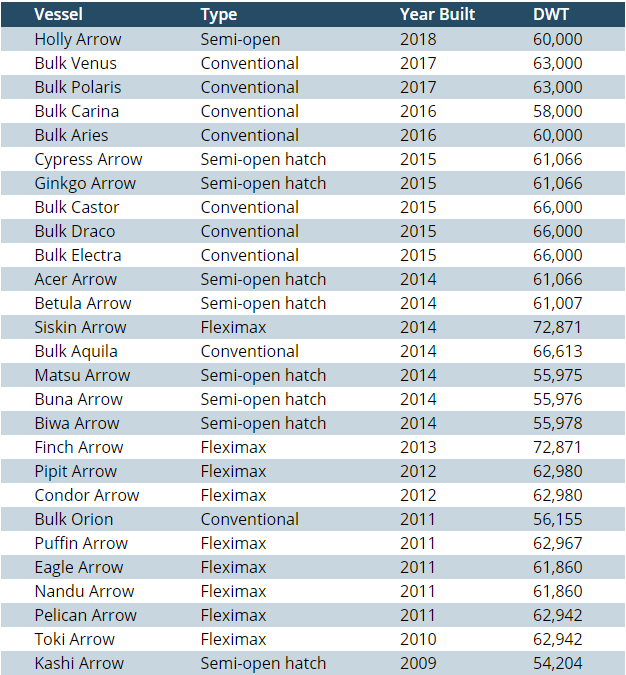 Vessel Type Year Built DWT
Holly Arrow Semi-open 2018 60,000
Bulk Venus Conventional 2017 63,000
Bulk Polaris Conventional 2017 63,000
Bulk Carina Conventional 2016 58,000
Bulk Aries Conventional 2016 60,000
Cypress Arrow Semi-open hatch 2015 61,066
Ginkgo Arrow Semi-open hatch 2015 61,066
Bulk Castor Conventional 2015 66,000
Bulk Draco Conventional 2015 66,000
Bulk Electra Conventional 2015 66,000
Acer Arrow Semi-open hatch 2014 61,066
Betula Arrow Semi-open hatch 2014 61,007
Siskin Arrow Fleximax 2014 72,871
Bulk Aquila Conventional 2014 66,613
Matsu Arrow Semi-open hatch 2014 55,975
Buna Arrow Semi-open hatch 2014 55,976
Biwa Arrow Semi-open hatch 2014 55,978
Finch Arrow Fleximax 2013 72,871
Pipit Arrow Fleximax 2012 62,980
Condor Arrow Fleximax 2012 62,980
Bulk Orion Conventional 2011 56,155
Puffin Arrow Fleximax 2011 62,967
Eagle Arrow Fleximax 2011 61,860
Nandu Arrow Fleximax 2011 61,860
Pelican Arrow Fleximax 2011 62,942
Toki Arrow Fleximax 2010 62,942
Kashi Arrow Semi-open hatch 2009 54,204